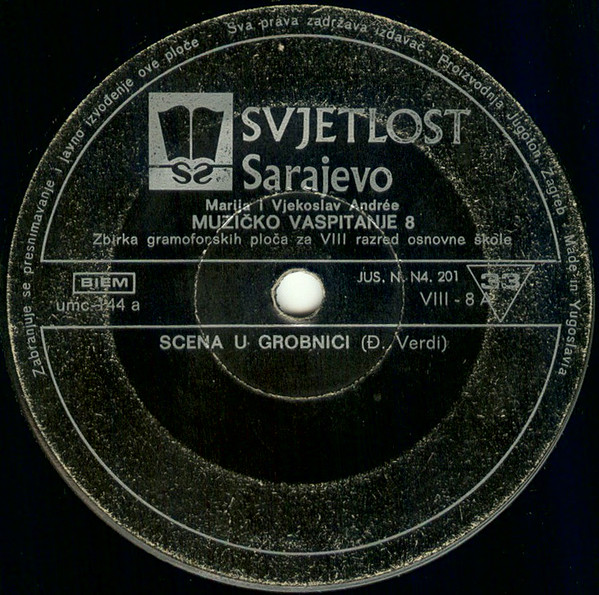 Zabranjuje se presnimavanje i javno izvođenje ove ploče - Sva prava zadržava izdavač - Proizvodnja Jugoton - Zagreb - Made in Yugoslavia
SVJETLOST
Sarajevo
Marija i Vjekoslav Andrée
MUZIČKO VASPITANJE 8
Zbirka gramofonskih ploča za VIII razred osnovne škole
BIEM
JUS. N. N4. 201
33
umc-144 a
VIII - 8 A
SCENA U GROBNICI (Đ. Verdi)